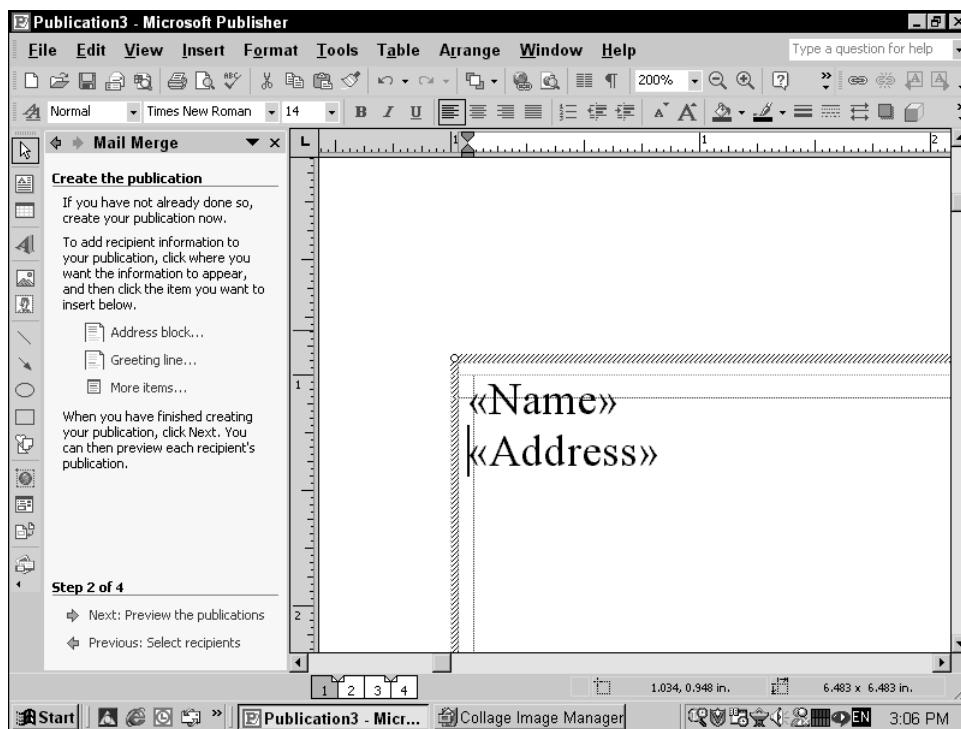 Publication3 - Microsoft Publisher
File Edit View Insert Format Tools Table Arrange Window Help
Type a question for help
ABC ¶ 200% ?
Normal Times New Roman 14 B I U A A
Mail Merge
L 1 1 2
Create the publication
If you have not already done so,
create your publication now.
To add recipient information to
your publication, click where you
want the information to appear,
and then click the item you want to
insert below.
Address block...
Greeting line...
More items...
When you have finished creating
your publication, click Next. You
can then preview each recipient's
publication.
Step 2 of 4
Next: Preview the publications
Previous: Select recipients
1
2
«Name»
«Address»
1 2 3 4
1.034, 0.948 in. 6.483 x 6.483 in.
Start » Publication3 - Micr... Collage Image Manager EN 3:06 PM